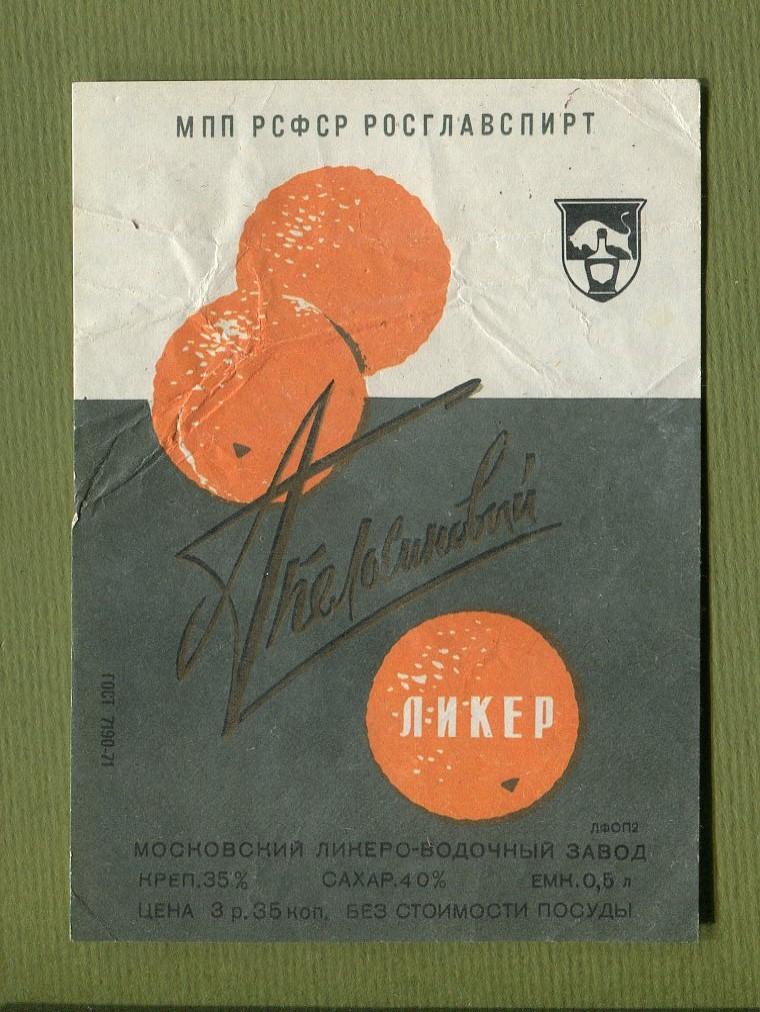 МПП РСФСР РОСГЛАВСПИРТ
Апельсиновый
ЛИКЕР
ГОСТ 7190-71
ЛФОП2
МОСКОВСКИЙ ЛИКЕРО-ВОДОЧНЫЙ ЗАВОД
КРЕП.35% САХАР.40% ЕМК.0,5 л
ЦЕНА 3 р.35 коп. БЕЗ СТОИМОСТИ ПОСУДЫ